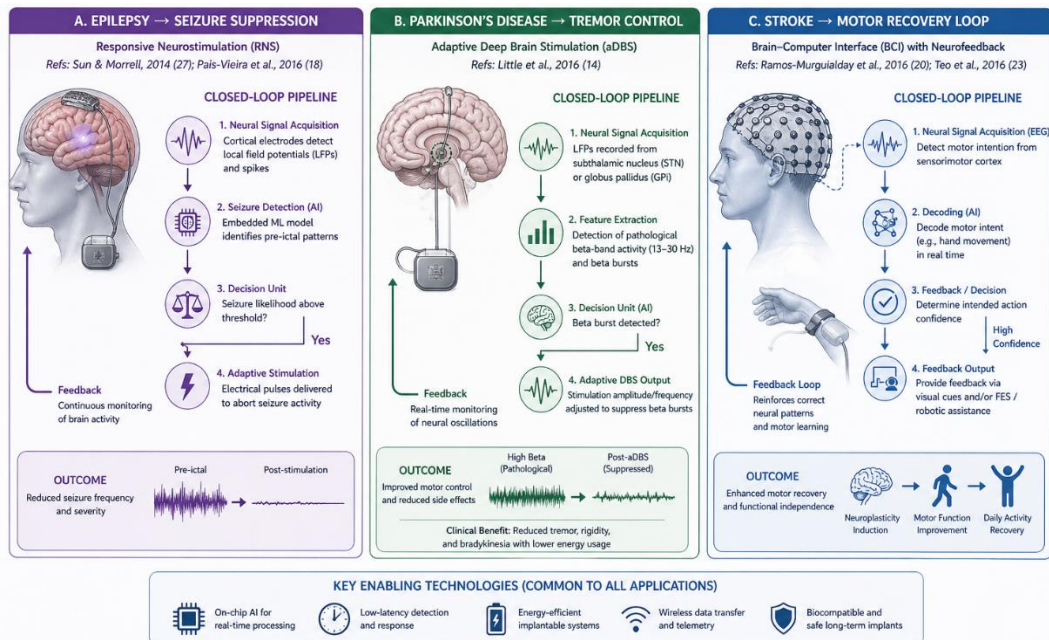 A. EPILEPSY → SEIZURE SUPPRESSION
Responsive Neurostimulation (RNS)
Refs: Sun & Morrell, 2014 (27); Pais-Vieira et al., 2016 (18)
CLOSED-LOOP PIPELINE
1. Neural Signal Acquisition
Cortical electrodes detect
local field potentials (LFPs)
and spikes
2. Seizure Detection (AI)
Embedded ML model
identifies pre-ictal patterns
3. Decision Unit
Seizure likelihood above
threshold?
Yes
4. Adaptive Stimulation
Electrical pulses delivered
to abort seizure activity
Feedback
Continuous monitoring
of brain activity
OUTCOME
Reduced seizure frequency
and severity
Pre-ictal
Post-stimulation
B. PARKINSON'S DISEASE → TREMOR CONTROL
Adaptive Deep Brain Stimulation (aDBS)
Refs: Little et al., 2016 (14)
CLOSED-LOOP PIPELINE
1. Neural Signal Acquisition
LFPs recorded from
subthalamic nucleus (STN)
or globus pallidus (GPi)
2. Feature Extraction
Detection of pathological
beta-band activity (13–30 Hz)
and beta bursts
3. Decision Unit (AI)
Beta burst detected?
Yes
4. Adaptive DBS Output
Stimulation amplitude/frequency
adjusted to suppress beta bursts
Feedback
Real-time monitoring
of neural oscillations
OUTCOME
Improved motor control
and reduced side effects
High Beta
(Pathological)
Post-aDBS
(Suppressed)
Clinical Benefit: Reduced tremor, rigidity,
and bradykinesia with lower energy usage
C. STROKE → MOTOR RECOVERY LOOP
Brain–Computer Interface (BCI) with Neurofeedback
Refs: Ramos-Murguialday et al., 2016 (20); Teo et al., 2016 (23)
CLOSED-LOOP PIPELINE
1. Neural Signal Acquisition (EEG)
Detect motor intention from
sensorimotor cortex
2. Decoding (AI)
Decode motor intent
(e.g., hand movement)
in real time
3. Feedback / Decision
Determine intended action
confidence
High
Confidence
4. Feedback Output
Provide feedback via
visual cues and/or FES /
robotic assistance
Feedback Loop
Reinforces correct
neural patterns
and motor learning
OUTCOME
Enhanced motor recovery
and functional independence
Neuroplasticity
Induction
Motor Function
Improvement
Daily Activity
Recovery
KEY ENABLING TECHNOLOGIES (COMMON TO ALL APPLICATIONS)
On-chip AI for
real-time processing
Low-latency detection
and response
Energy-efficient
implantable systems
Wireless data transfer
and telemetry
Biocompatible and
safe long-term implants